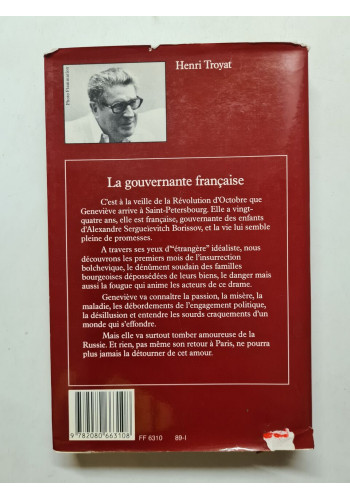 Henri Troyat
Photo Flammarion
La gouvernante française
C'est à la veille de la Révolution d'Octobre que
Geneviève arrive à Saint-Petersbourg. Elle a vingt-
quatre ans, elle est française, gouvernante des enfants
d'Alexandre Sergueïevitch Borissov, et la vie lui semble
pleine de promesses.
A travers ses yeux d'"étrangère" idéaliste, nous
découvrons les premiers mois de l'insurrection
bolchevique, le dénûment soudain des familles
bourgeoises dépossédées de leurs biens, le danger mais
aussi la fougue qui anime les acteurs de ce drame.
Geneviève va connaître la passion, la misère, la
maladie, les débordements de l'engagement politique,
la désillusion et entendre les sourds craquements d'un
monde qui s'effondre.
Mais elle va surtout tomber amoureuse de la
Russie. Et rien, pas même son retour à Paris, ne pourra
plus jamais la détourner de cet amour.
9 782080 663108
FF 6310 89-I